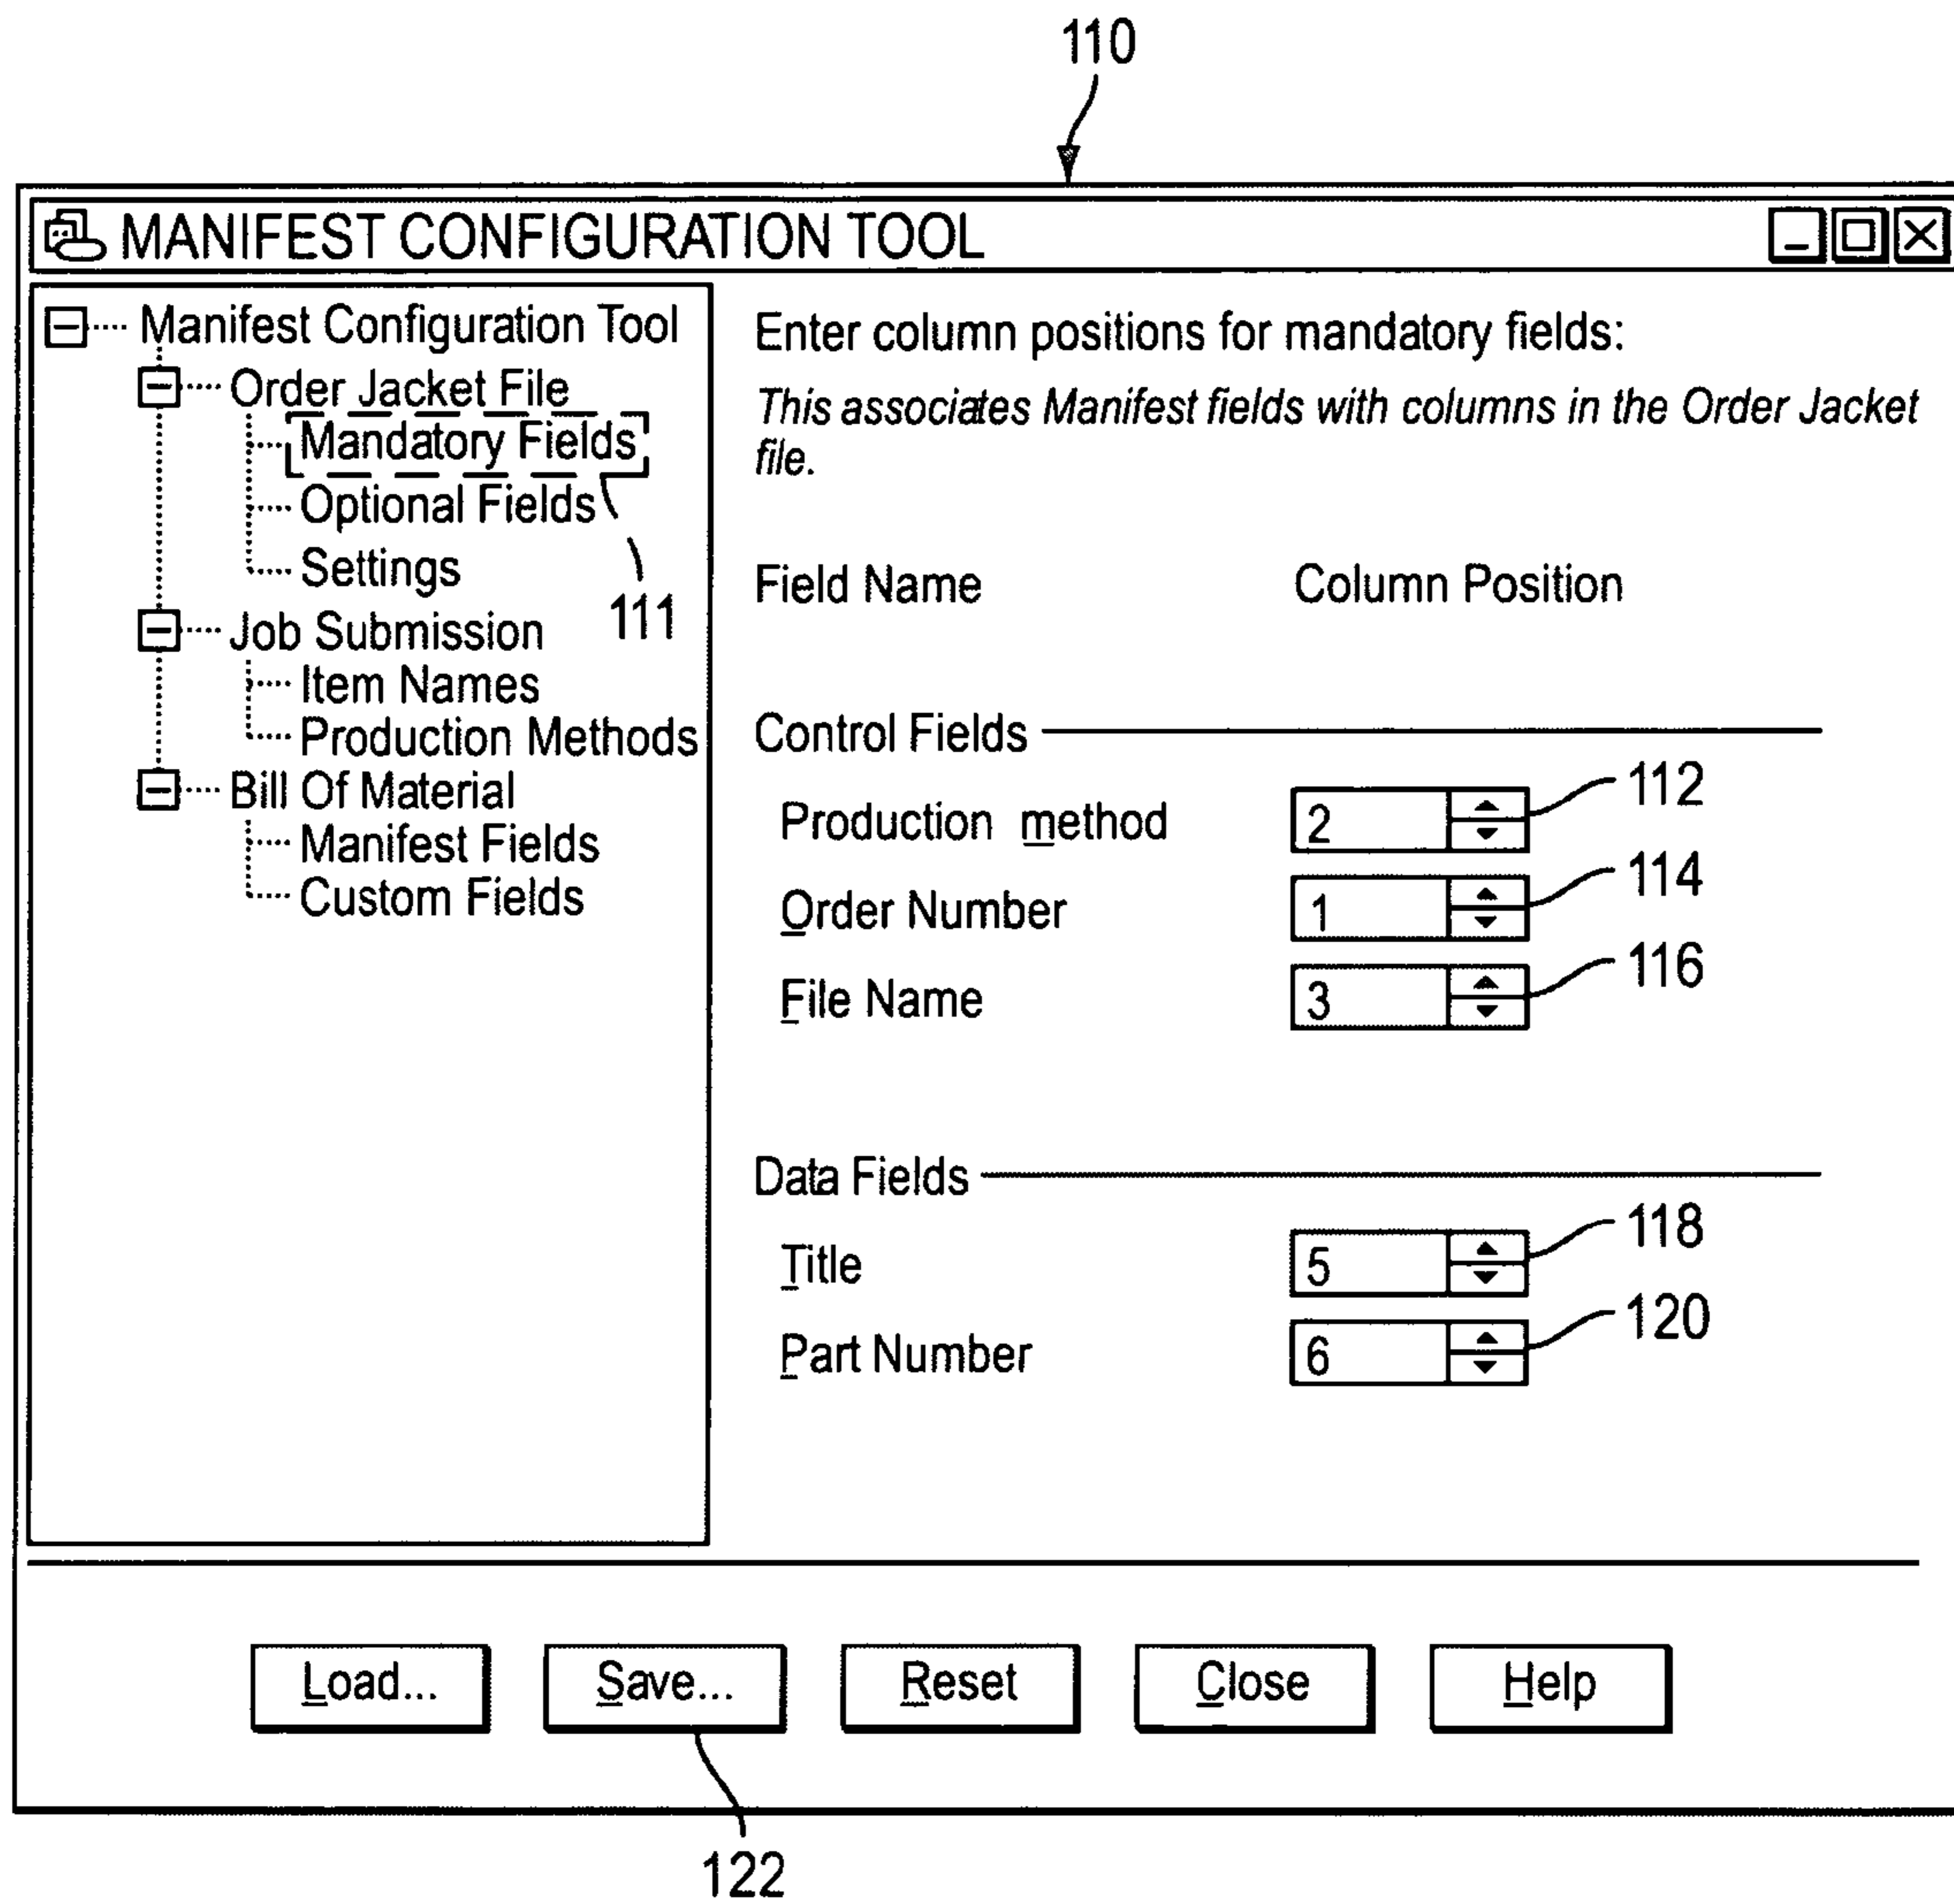 110
MANIFEST CONFIGURATION TOOL
Manifest Configuration Tool
Order Jacket File
Mandatory Fields
Optional Fields
Settings
111
Job Submission
Item Names
Production Methods
Bill Of Material
Manifest Fields
Custom Fields
Enter column positions for mandatory fields:
This associates Manifest fields with columns in the Order Jacket
file.
Field Name Column Position
Control Fields
Production method 2 112
Order Number 1 114
File Name 3 116
Data Fields
Title 5 118
Part Number 6 120
Load... Save... Reset Close Help
122